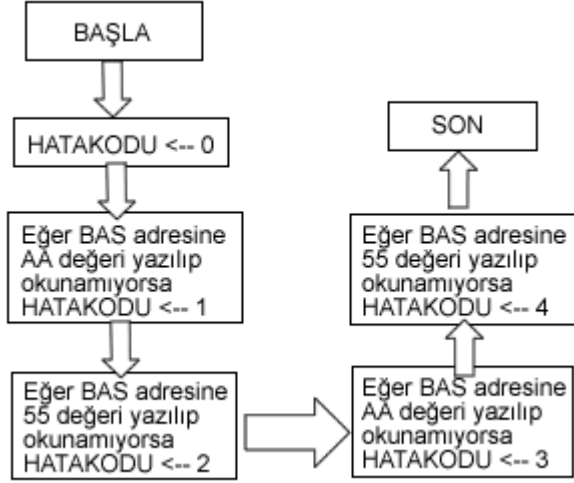 BAŞLA
HATAKODU <-- 0
Eğer BAS adresine
AA değeri yazılıp
okunamıyorsa
HATAKODU <-- 1
Eğer BAS adresine
55 değeri yazılıp
okunamıyorsa
HATAKODU <-- 2
Eğer BAS adresine
AA değeri yazılıp
okunamıyorsa
HATAKODU <-- 3
Eğer BAS adresine
55 değeri yazılıp
okunamıyorsa
HATAKODU <-- 4
SON